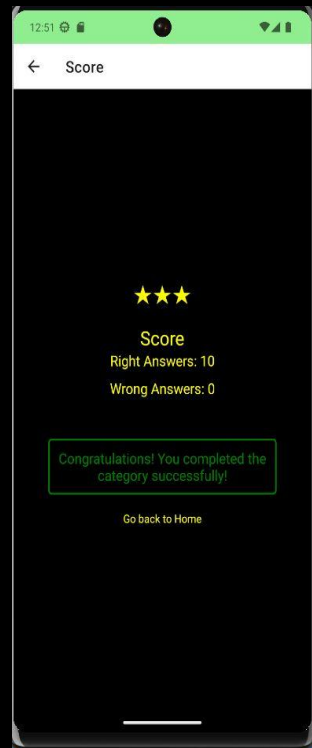 12:51
Score
★★★
Score
Right Answers: 10
Wrong Answers: 0
Congratulations! You completed the
category successfully!
Go back to Home